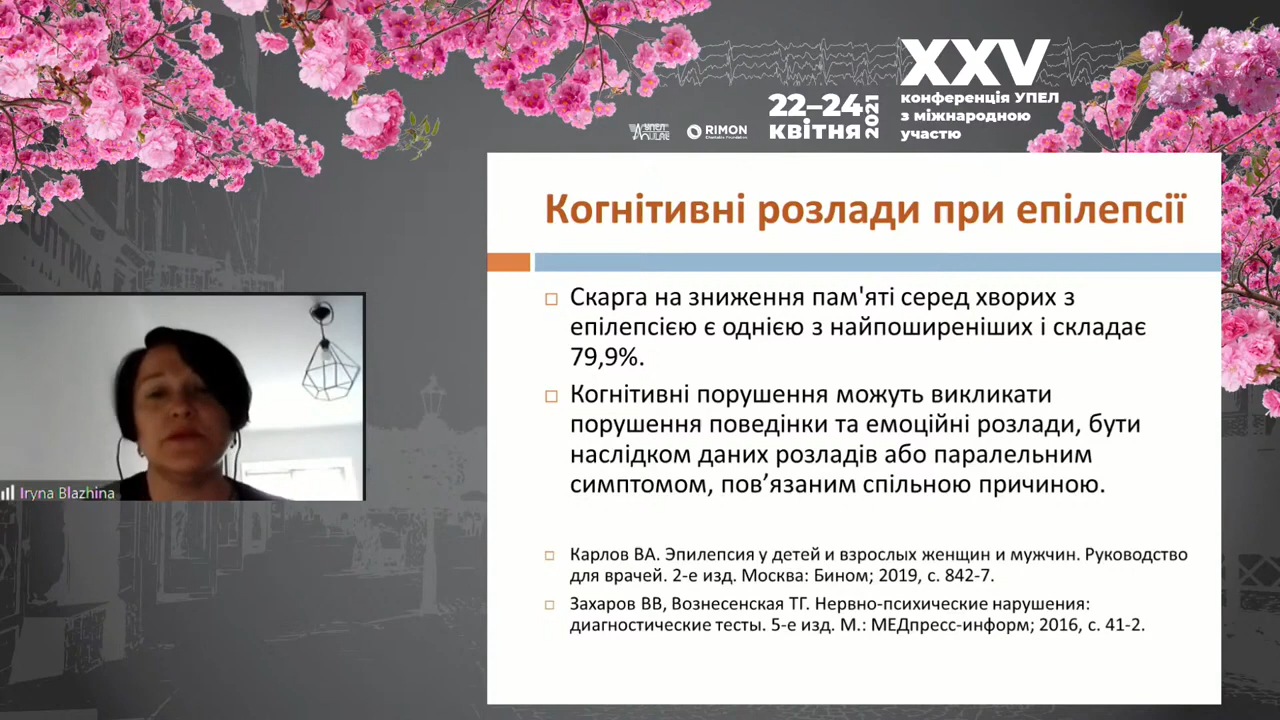 XXV
22–24
квітня
2021
конференція УПЕЛ
з міжнародною
участю
RIMON
Charitable Foundation
ОПТИКА
Когнітивні розлади при епілепсії
Скарга на зниження пам'яті серед хворих з
епілепсією є однією з найпоширеніших і складає
79,9%.
Когнітивні порушення можуть викликати
порушення поведінки та емоційні розлади, бути
наслідком даних розладів або паралельним
симптомом, пов’язаним спільною причиною.
Карлов ВА. Эпилепсия у детей и взрослых женщин и мужчин. Руководство
для врачей. 2-е изд. Москва: Бином; 2019, с. 842-7.
Захаров ВВ, Вознесенская ТГ. Нервно-психические нарушения:
диагностические тесты. 5-е изд. М.: МЕДпресс-информ; 2016, с. 41-2.
Iryna Blazhina